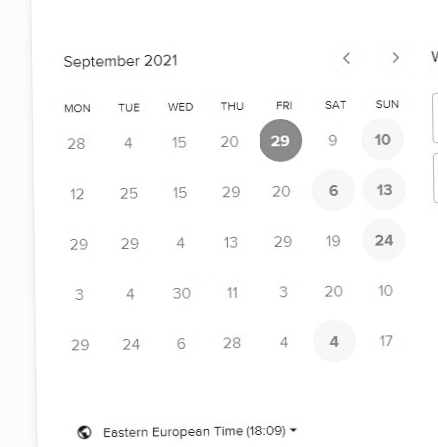 September 2021
MON TUE WED THU FRI SAT SUN
28 4 15 20 29 9 10
12 25 15 29 20 6 13
29 29 4 13 29 19 24
3 4 30 11 3 20 10
29 24 6 28 4 4 17
Eastern European Time (18:09)